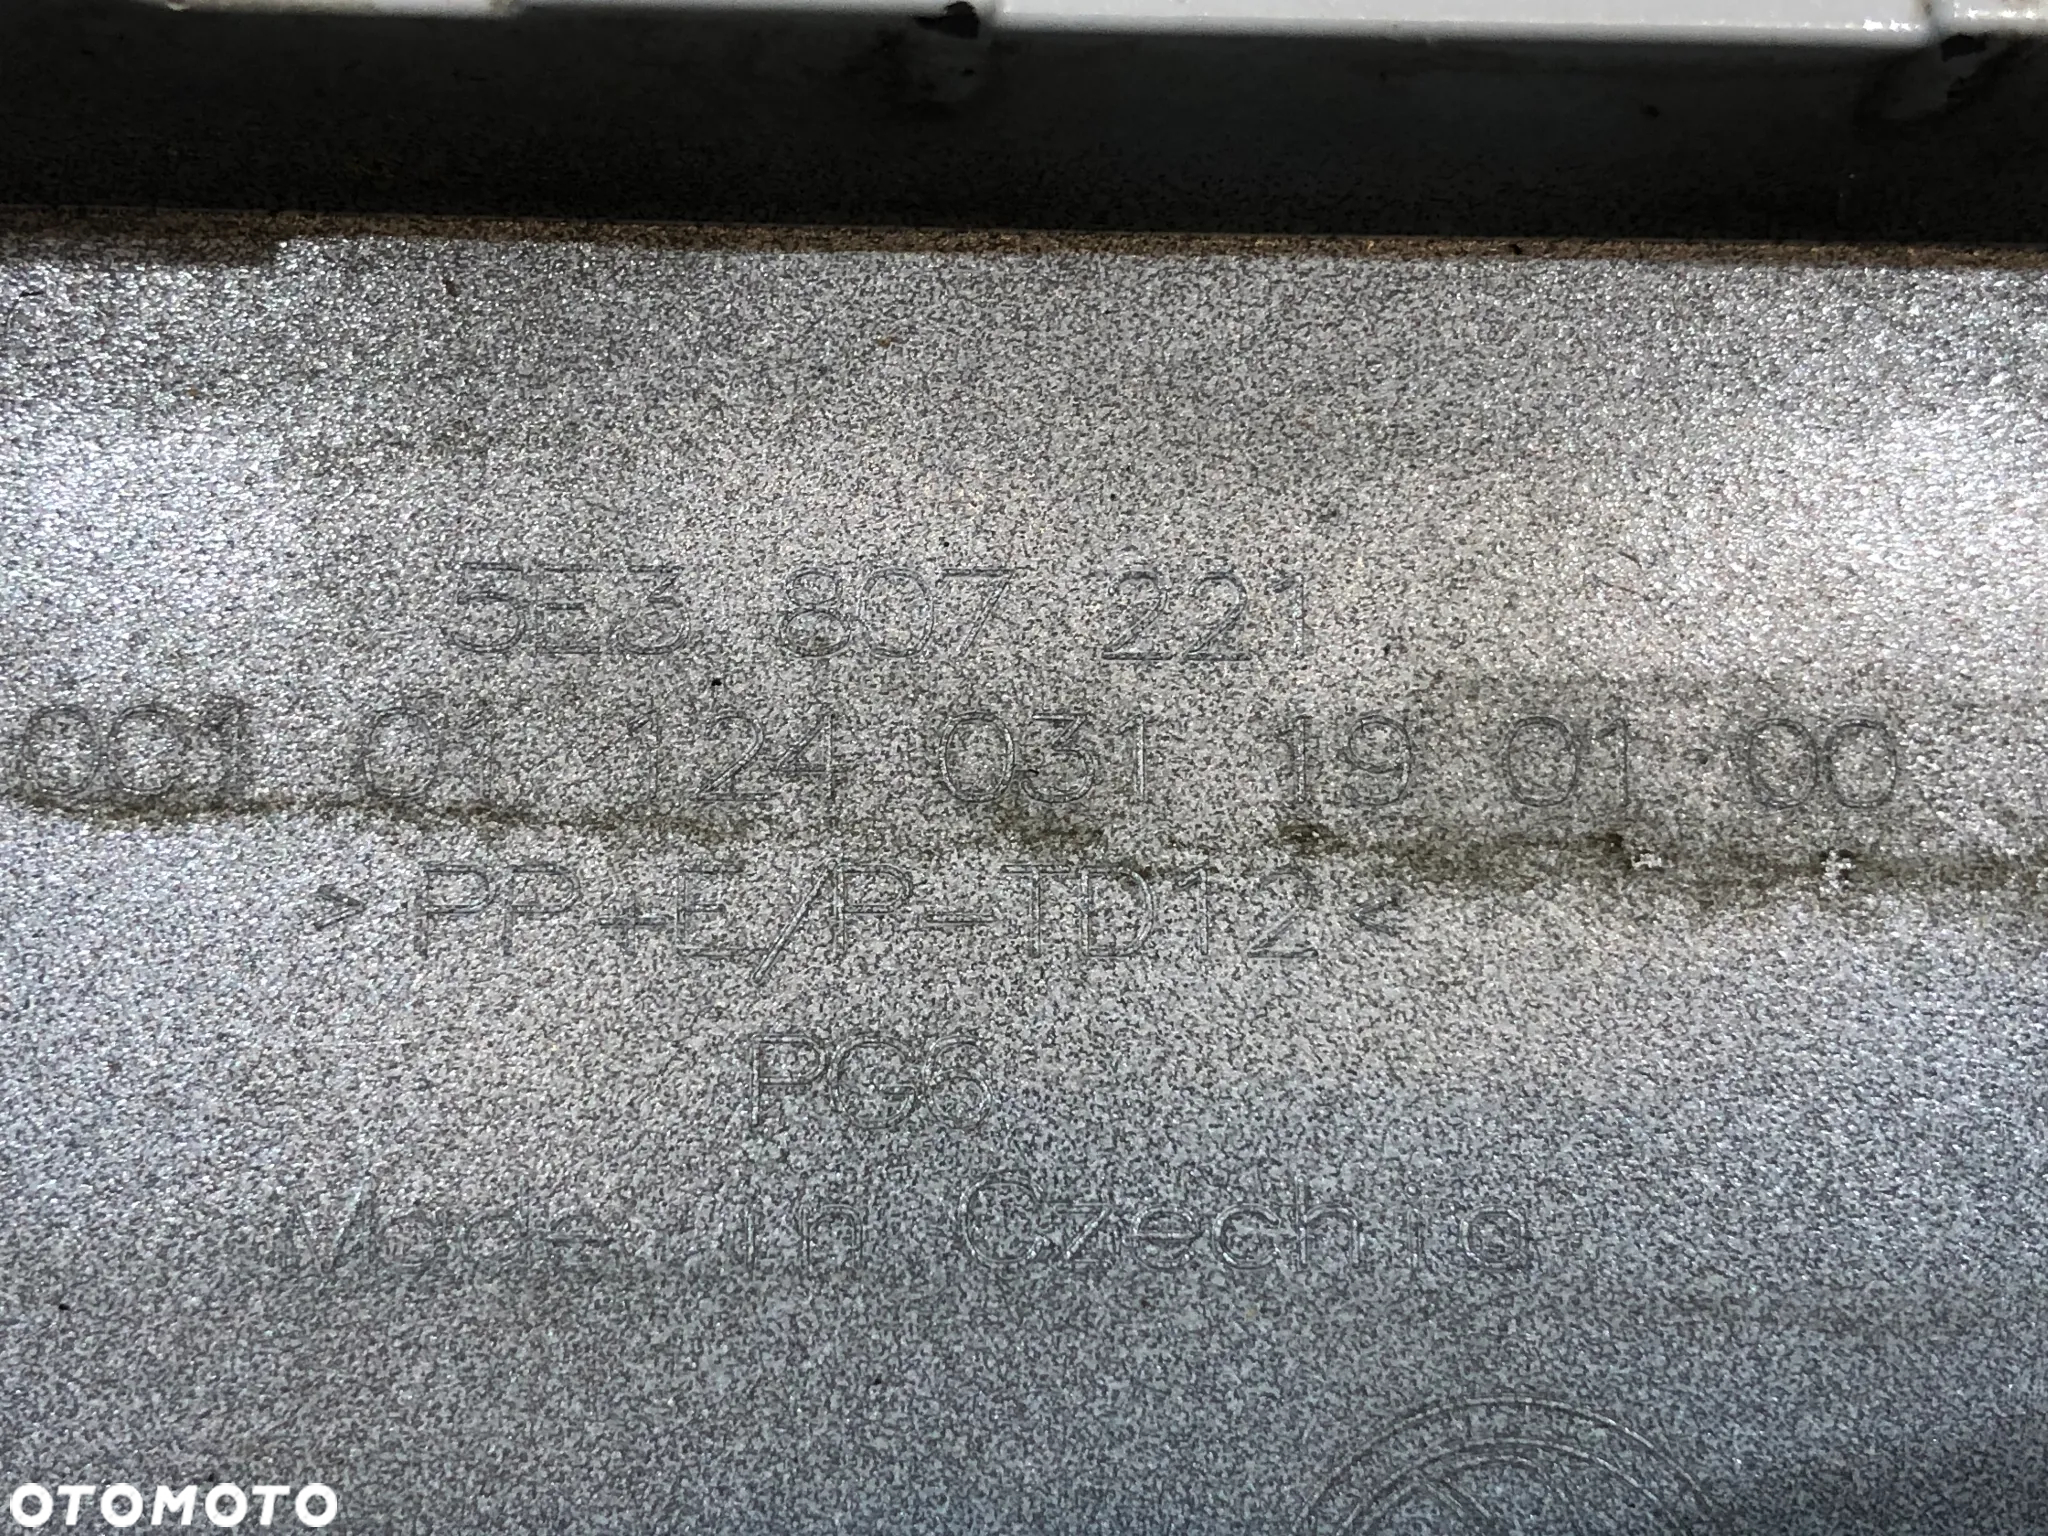 5E3 807 221
001 01 124 031 19 01 00
>PP+E/P-TD12<
PG6
Made in Czechia
OTOMOTO